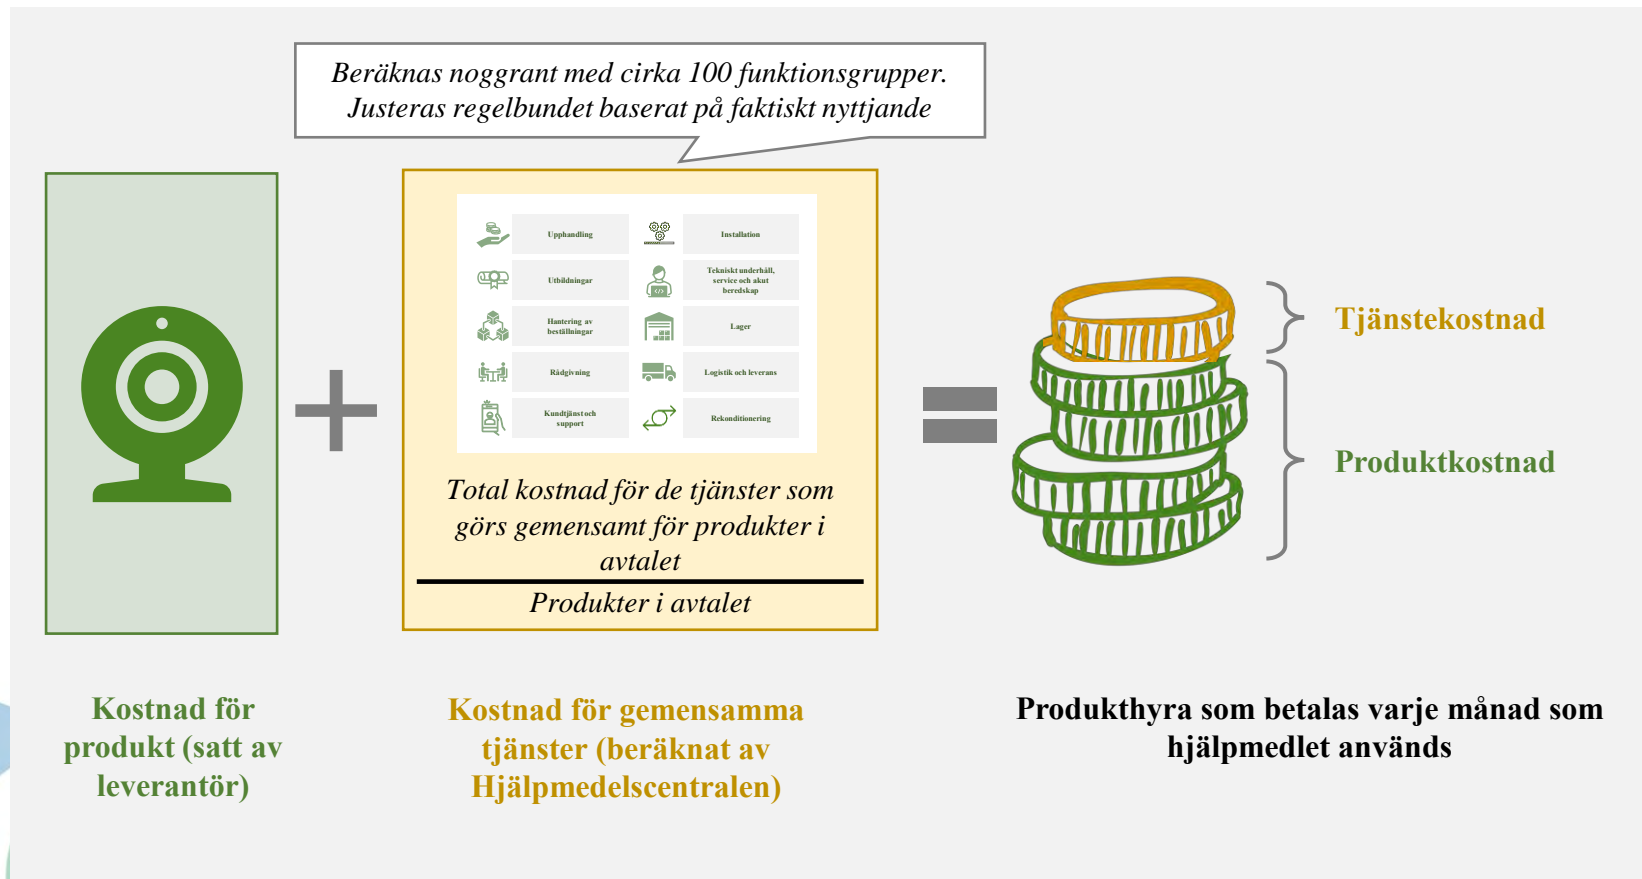 Beräknas noggrant med cirka 100 funktionsgrupper.
Justeras regelbundet baserat på faktiskt nyttjande
Upphandling
Installation
Utbildningar
Tekniskt underhåll,
service och akut
beredskap
Hantering av
beställningar
Lager
Rådgivning
Logistik och leverans
Kundtjänst och
support
Rekonditionering
Total kostnad för de tjänster som
görs gemensamt för produkter i
avtalet
Produkter i avtalet
Tjänstekostnad
Produktkostnad
Kostnad för
produkt (satt av
leverantör)
Kostnad för gemensamma
tjänster (beräknat av
Hjälpmedelscentralen)
Produkthyra som betalas varje månad som
hjälpmedlet används